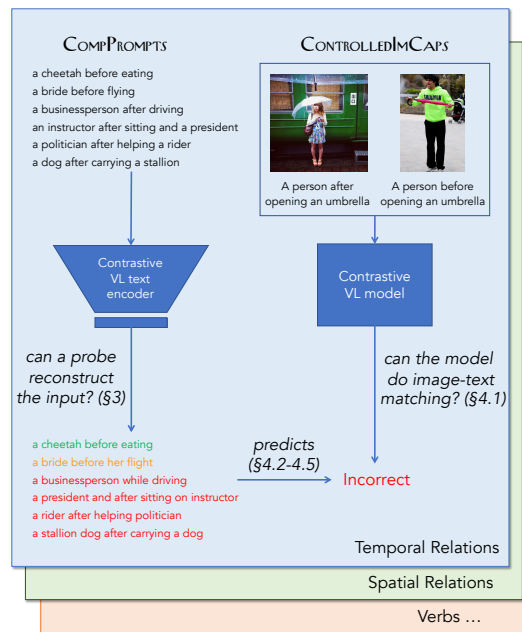 COMPPROMPTS
a cheetah before eating
a bride before flying
a businessperson after driving
an instructor after sitting and a president
a politician after helping a rider
a dog after carrying a stallion
Contrastive
VL text
encoder
can a probe
reconstruct
the input? (§3)
a cheetah before eating
a bride before her flight
a businessperson while driving
a president and after sitting on instructor
a rider after helping politician
a stallion dog after carrying a dog
CONTROLLEDIMCAPS
A person after
opening an umbrella
A person before
opening an umbrella
Contrastive
VL model
can the model
do image-text
matching? (§4.1)
predicts
(§4.2-4.5)
Incorrect
Temporal Relations
Spatial Relations
Verbs ...